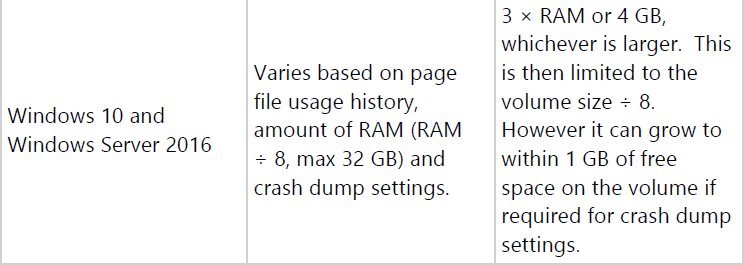 Windows 10 and
Windows Server 2016
Varies based on page
file usage history,
amount of RAM (RAM
÷ 8, max 32 GB) and
crash dump settings.
3 × RAM or 4 GB,
whichever is larger.  This
is then limited to the
volume size ÷ 8.
However it can grow to
within 1 GB of free
space on the volume if
required for crash dump
settings.